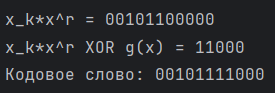 x_k*x^r = 00101100000
x_k*x^r XOR g(x) = 11000
Кодовое слово: 00101111000